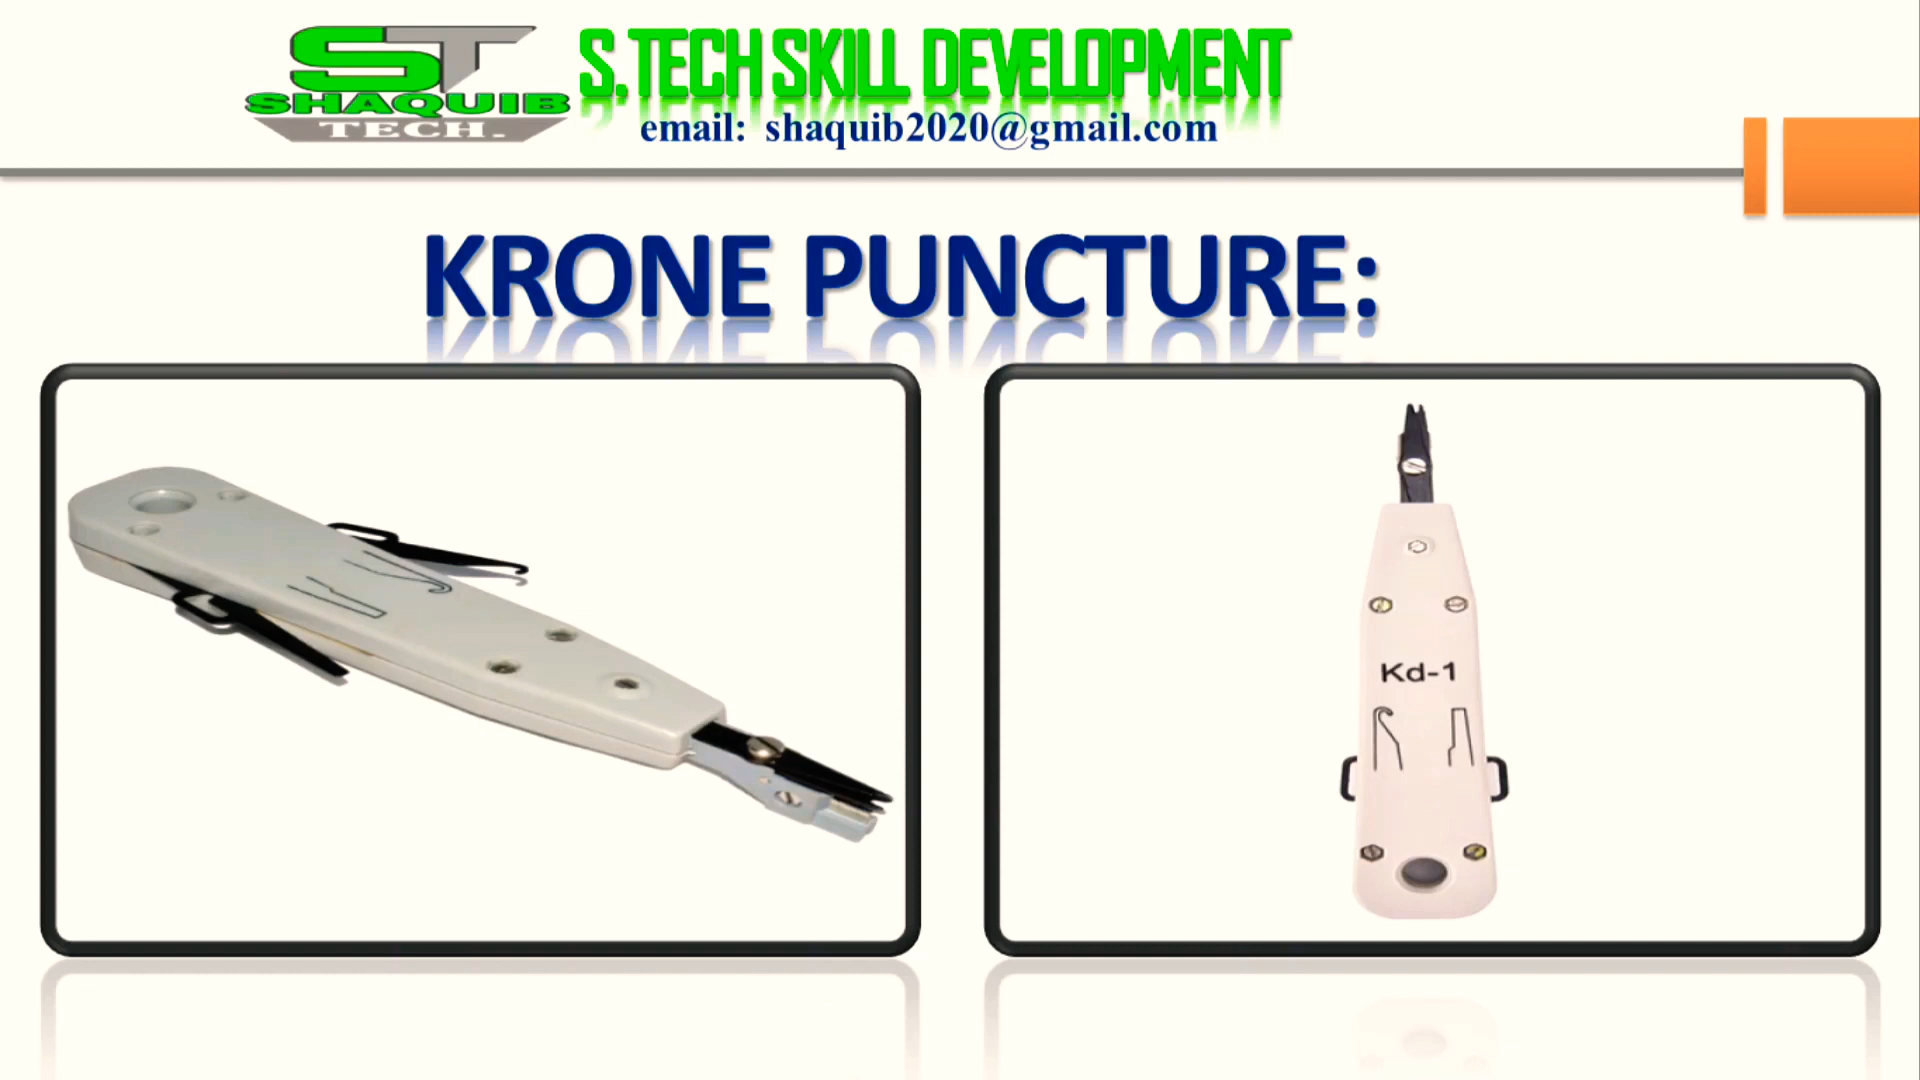 ST
SHAQUIB
TECH.
S.TECH SKILL DEVELOPMENT
email: shaquib2020@gmail.com
KRONE PUNCTURE:
Kd-1